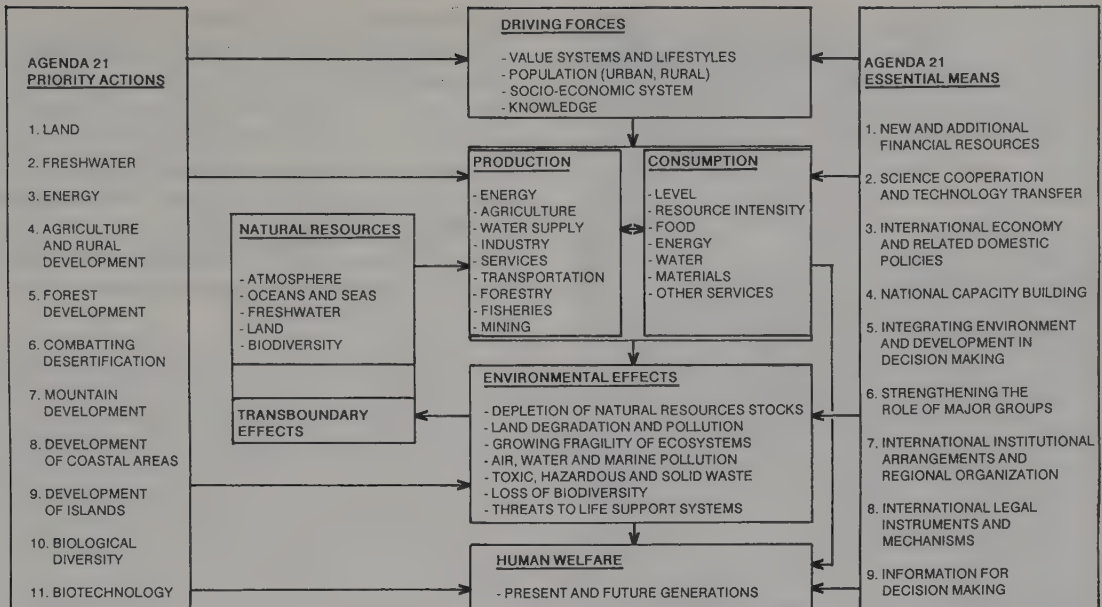 AGENDA 21
PRIORITY ACTIONS
1. LAND
2. FRESHWATER
3. ENERGY
4. AGRICULTURE
AND RURAL
DEVELOPMENT
5. FOREST
DEVELOPMENT
6. COMBATTING
DESERTIFICATION
7. MOUNTAIN
DEVELOPMENT
8. DEVELOPMENT
OF COASTAL AREAS
9. DEVELOPMENT
OF ISLANDS
10. BIOLOGICAL
DIVERSITY
11. BIOTECHNOLOGY
NATURAL RESOURCES
- ATMOSPHERE
- OCEANS AND SEAS
- FRESHWATER
- LAND
- BIODIVERSITY
TRANSBOUNDARY
EFFECTS
DRIVING FORCES
- VALUE SYSTEMS AND LIFESTYLES
- POPULATION (URBAN, RURAL)
- SOCIO-ECONOMIC SYSTEM
- KNOWLEDGE
PRODUCTION
- ENERGY
- AGRICULTURE
- WATER SUPPLY
- INDUSTRY
- SERVICES
- TRANSPORTATION
- FORESTRY
- FISHERIES
- MINING
CONSUMPTION
- LEVEL
- RESOURCE INTENSITY
- FOOD
- ENERGY
- WATER
- MATERIALS
- OTHER SERVICES
ENVIRONMENTAL EFFECTS
- DEPLETION OF NATURAL RESOURCES STOCKS
- LAND DEGRADATION AND POLLUTION
- GROWING FRAGILITY OF ECOSYSTEMS
- AIR, WATER AND MARINE POLLUTION
- TOXIC, HAZARDOUS AND SOLID WASTE
- LOSS OF BIODIVERSITY
- THREATS TO LIFE SUPPORT SYSTEMS
HUMAN WELFARE
- PRESENT AND FUTURE GENERATIONS
AGENDA 21
ESSENTIAL MEANS
1. NEW AND ADDITIONAL
FINANCIAL RESOURCES
2. SCIENCE COOPERATION
AND TECHNOLOGY TRANSFER
3. INTERNATIONAL ECONOMY
AND RELATED DOMESTIC
POLICIES
4. NATIONAL CAPACITY BUILDING
5. INTEGRATING ENVIRONMENT
AND DEVELOPMENT IN
DECISION MAKING
6. STRENGTHENING THE
ROLE OF MAJOR GROUPS
7. INTERNATIONAL INSTITUTIONAL
ARRANGEMENTS AND
REGIONAL ORGANIZATION
8. INTERNATIONAL LEGAL
INSTRUMENTS AND
MECHANISMS
9. INFORMATION FOR
DECISION MAKING